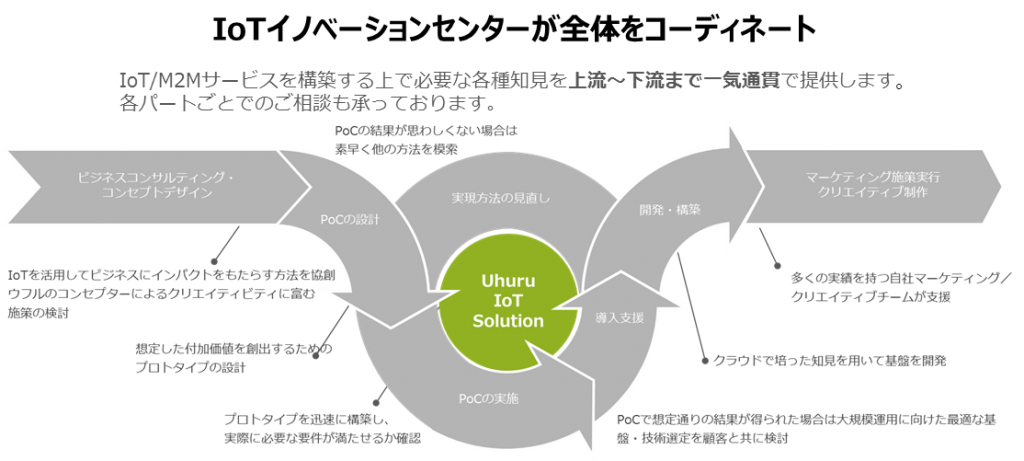 IoTイノベーションセンターが全体をコーディネート
IoT/M2Mサービスを構築する上で必要な各種知見を上流～下流まで一気通貫で提供します。
各パートごとでのご相談も承っております。
PoCの結果が思わしくない場合は
素早く他の方法を模索
ビジネスコンサルティング・
コンセプトデザイン
PoCの設計
実現方法の見直し
開発・構築
マーケティング施策実行
クリエイティブ制作
IoTを活用してビジネスにインパクトをもたらす方法を協創
ウフルのコンセプターによるクリエイティビティに富む
施策の検討
Uhuru
IoT
Solution
導入支援
多くの実績を持つ自社マーケティング／
クリエイティブチームが支援
想定した付加価値を創出するための
プロトタイプの設計
クラウドで培った知見を用いて基盤を開発
PoCの実施
プロトタイプを迅速に構築し、
実際に必要な要件が満たせるか確認
PoCで想定通りの結果が得られた場合は大規模運用に向けた最適な基
盤・技術選定を顧客と共に検討